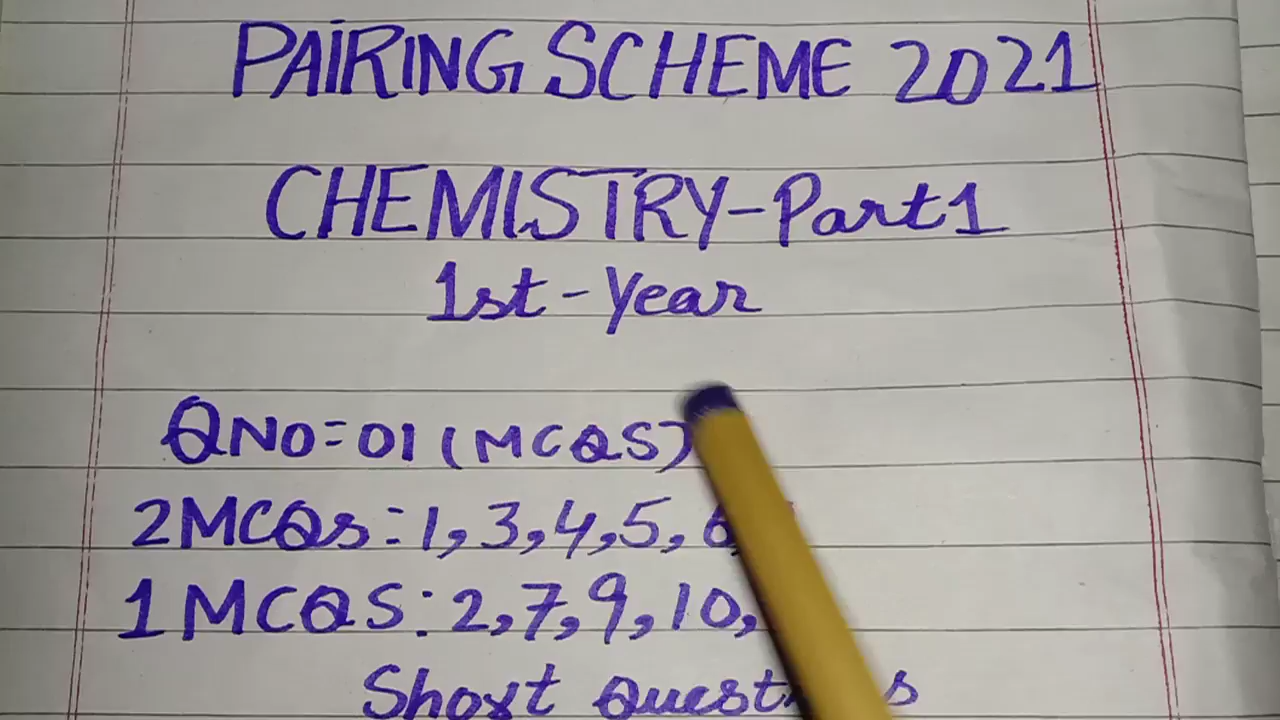 PAIRING SCHEME 2021
CHEMISTRY-Part1
1st-Year
QNO=01 (MCQS)
2MCQs:1,3,4,5,6,
1MCQS:2,7,9,10,
Short